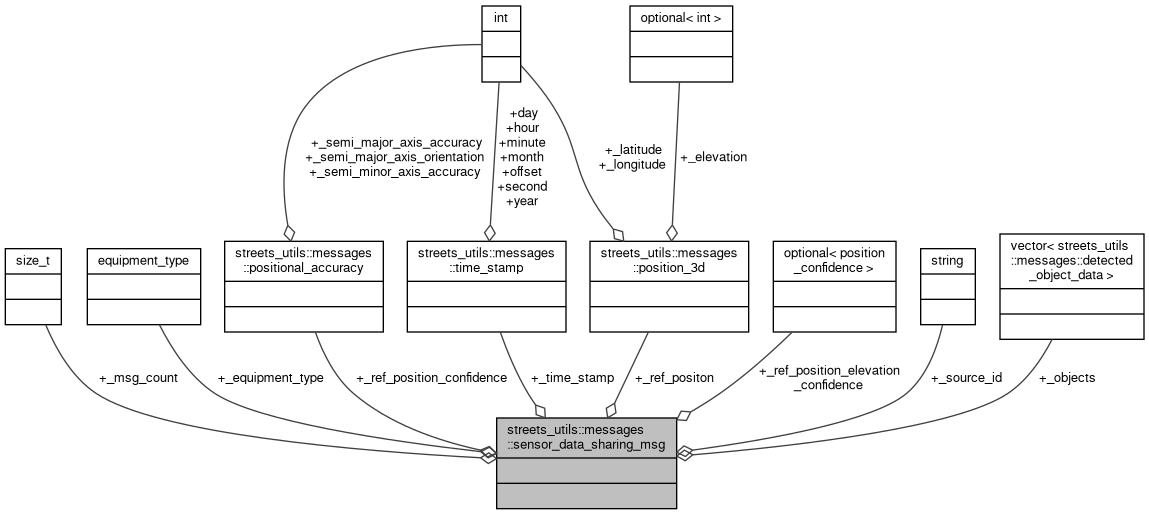 int
optional< int >
+_semi_major_axis_accuracy
+_semi_major_axis_orientation
+_semi_minor_axis_accuracy
+day
+hour
+minute
+month
+offset
+second
+year
+_latitude
+_longitude
+_elevation
size_t
equipment_type
streets_utils::messages
::positional_accuracy
streets_utils::messages
::time_stamp
streets_utils::messages
::position_3d
optional< position
_confidence >
string
vector< streets_utils
::messages::detected
_object_data >
+_msg_count
+_equipment_type
+_ref_position_confidence
+_time_stamp
+_ref_positon
+_ref_position_elevation
_confidence
+_source_id
+_objects
streets_utils::messages
::sensor_data_sharing_msg